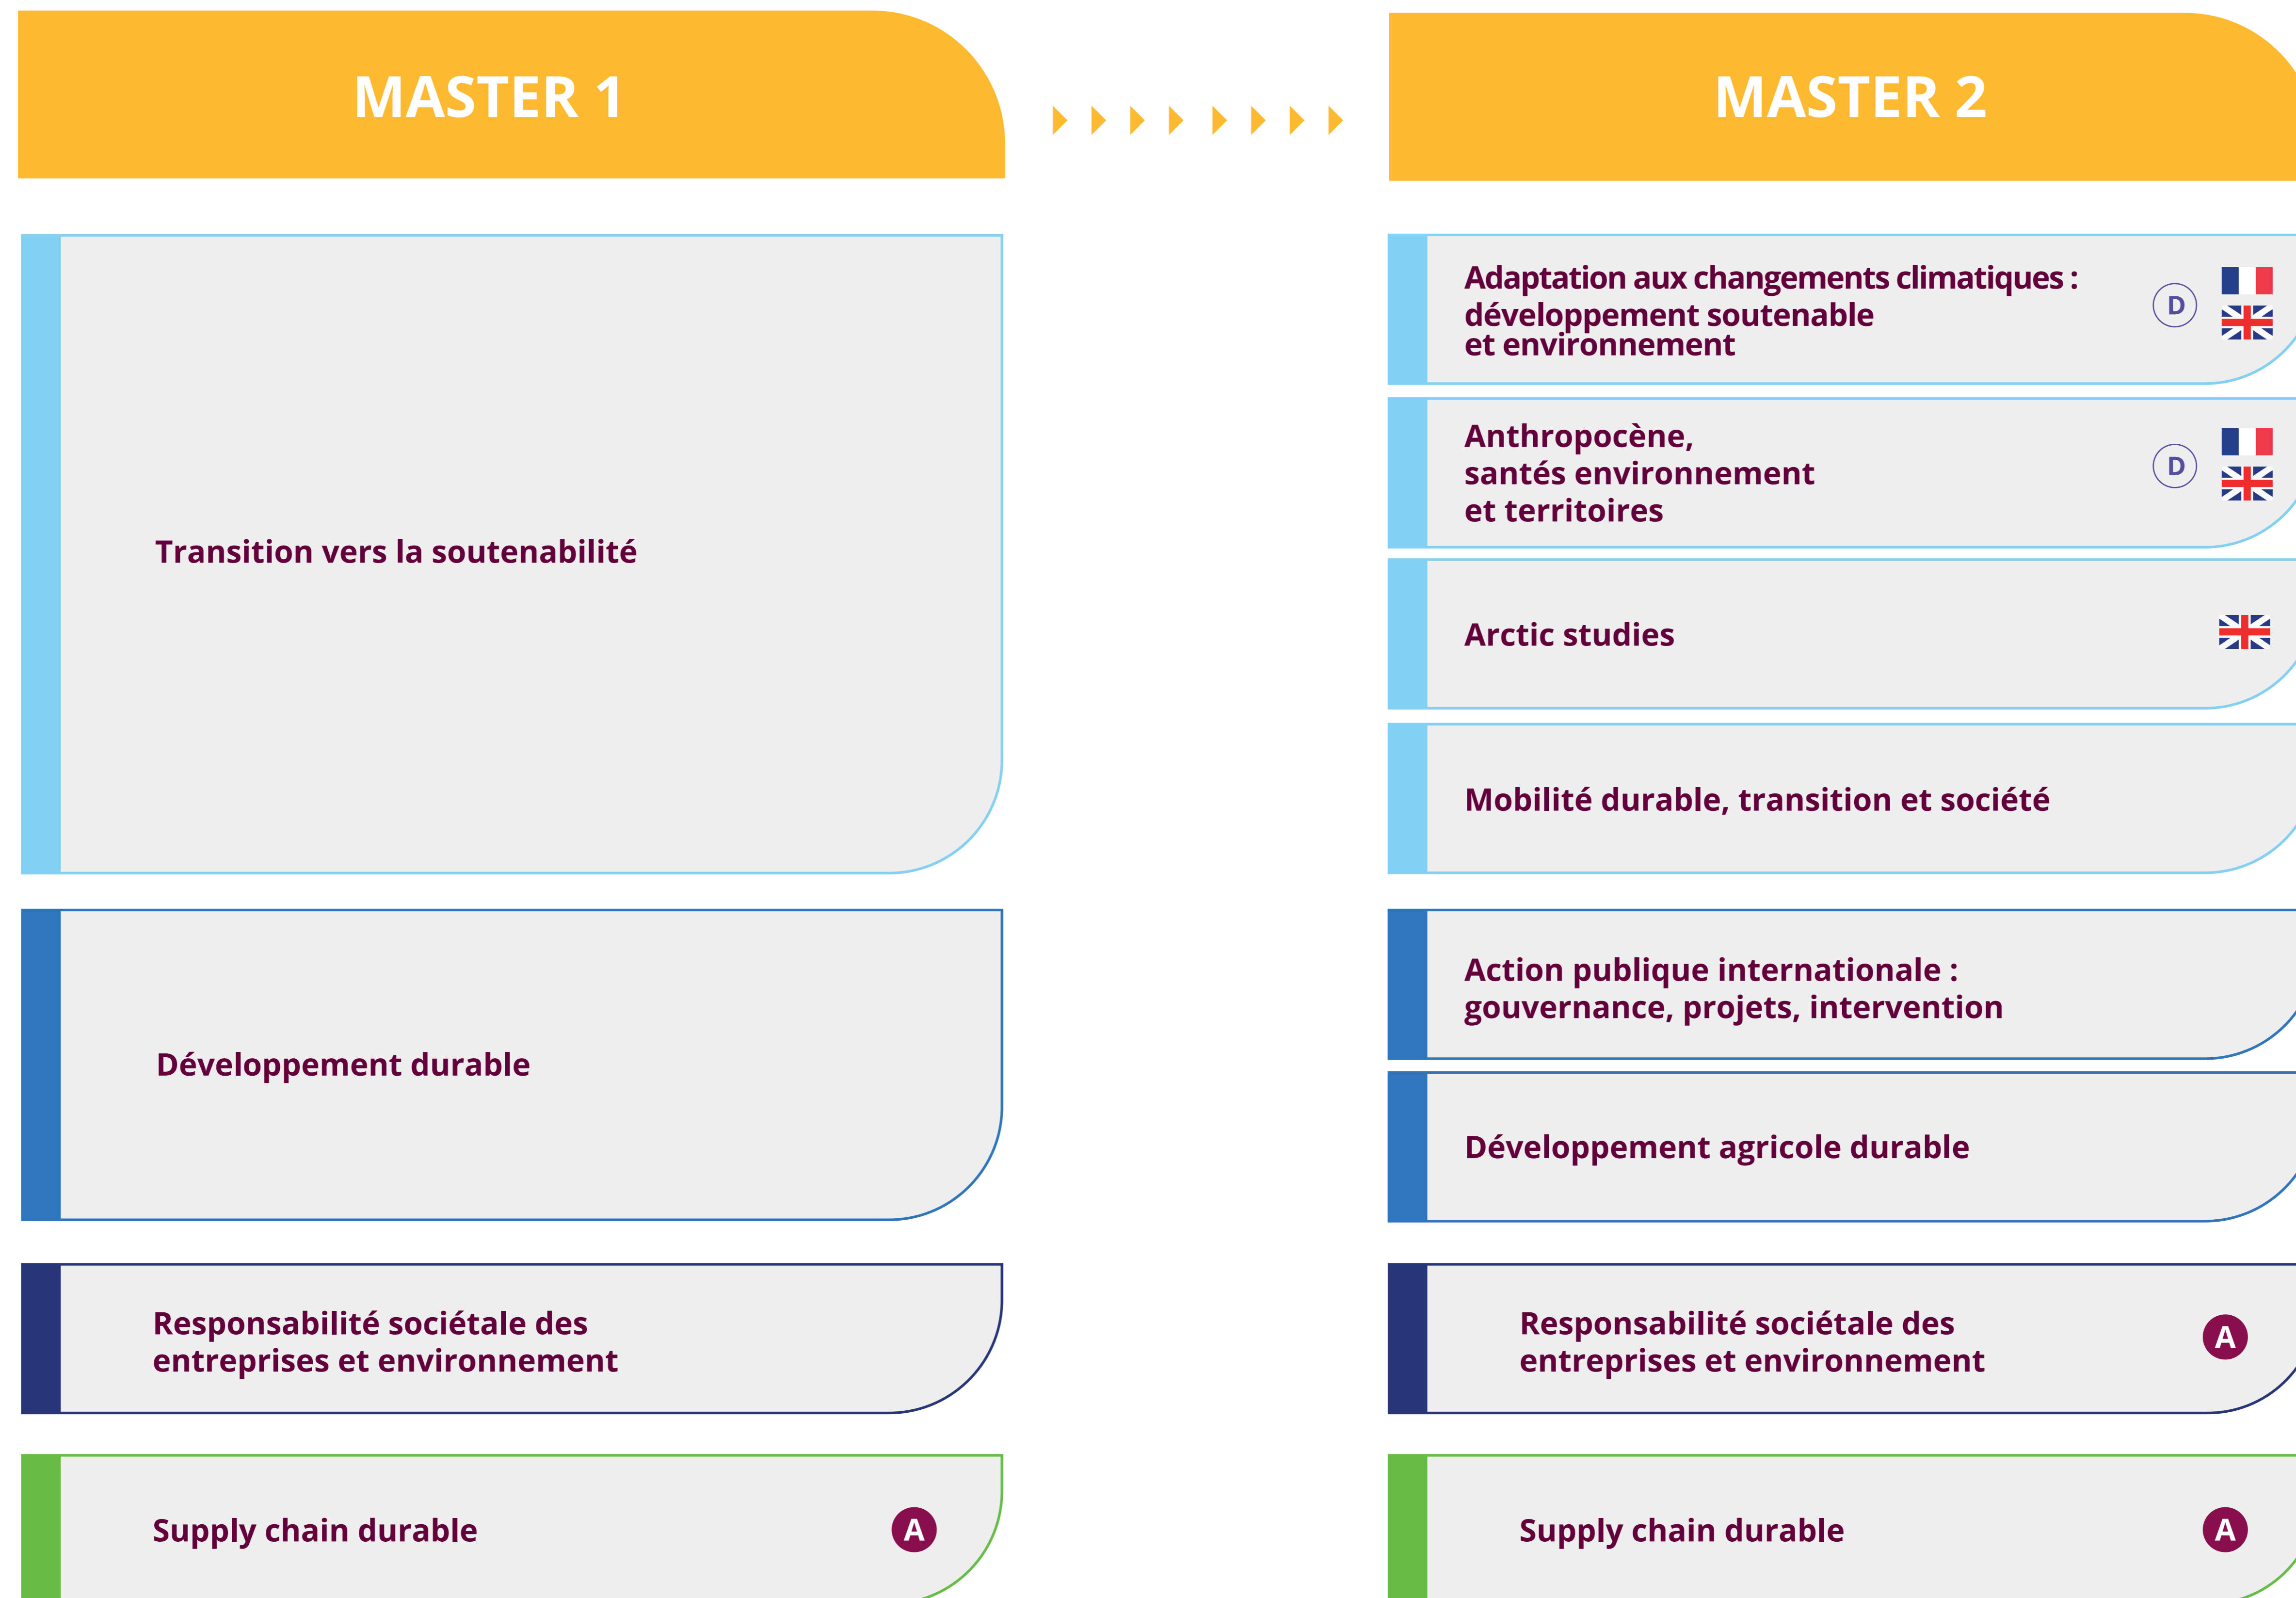 MASTER 1
MASTER 2
Transition vers la soutenabilité
Adaptation aux changements climatiques :
développement soutenable
et environnement
D
Anthropocène,
santés environnement
et territoires
D
Arctic studies
Mobilité durable, transition et société
Développement durable
Action publique internationale :
gouvernance, projets, intervention
Développement agricole durable
Responsabilité sociétale des
entreprises et environnement
Responsabilité sociétale des
entreprises et environnement
A
Supply chain durable
A
Supply chain durable
A